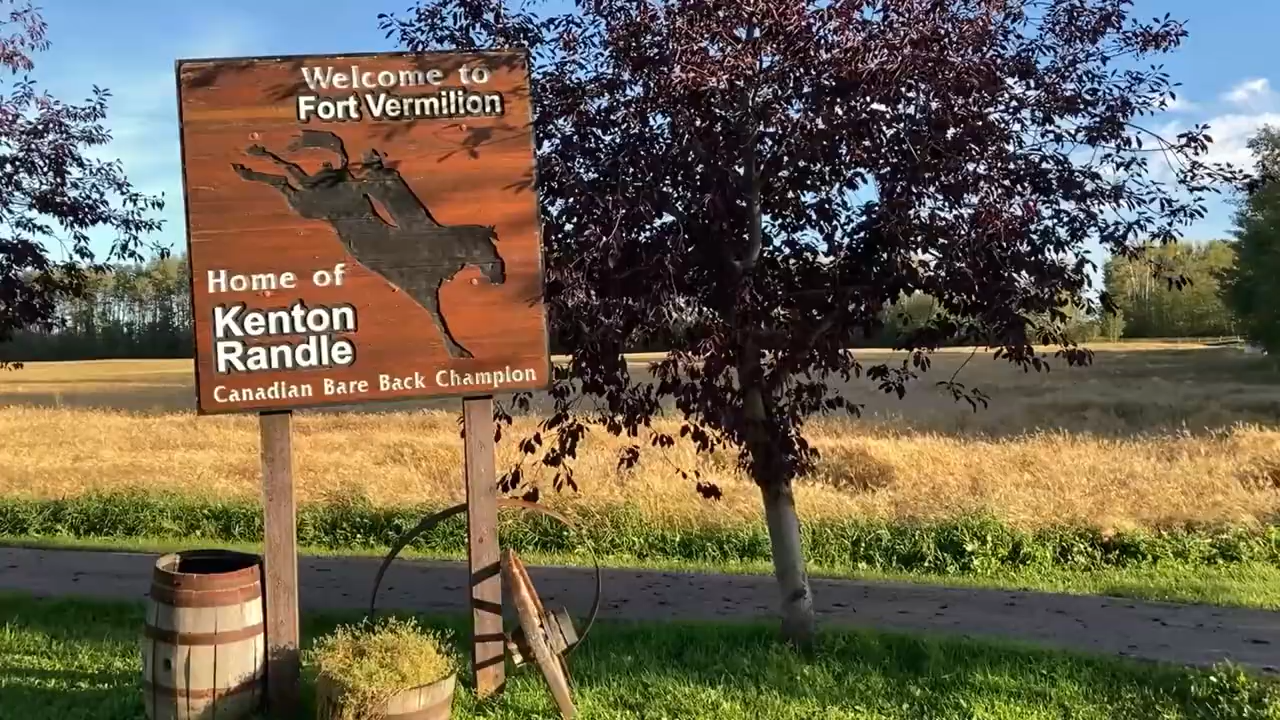 Welcome to
Fort Vermilion
Home of
Kenton
Randle
Canadian Bare Back Champion